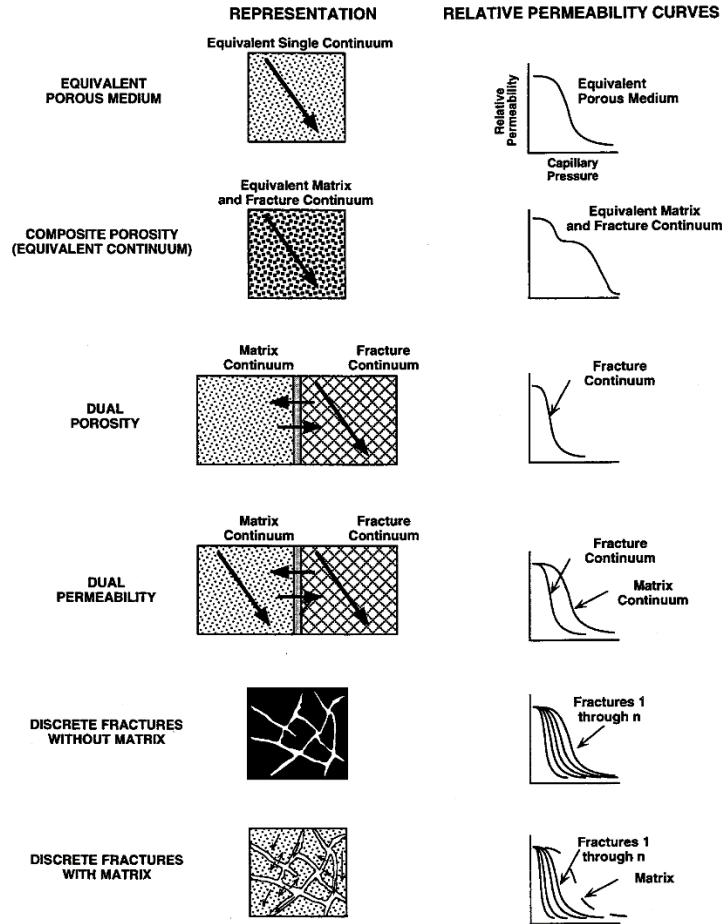 REPRESENTATION
RELATIVE PERMEABILITY CURVES
EQUIVALENT
POROUS MEDIUM
Equivalent Single Continuum
Relative
Permeability
Equivalent
Porous Medium
Capillary
Pressure
COMPOSITE POROSITY
(EQUIVALENT CONTINUUM)
Equivalent Matrix
and Fracture Continuum
Equivalent Matrix
and Fracture Continuum
DUAL
POROSITY
Matrix
Continuum
Fracture
Continuum
Fracture
Continuum
DUAL
PERMEABILITY
Matrix
Continuum
Fracture
Continuum
Fracture
Continuum
Matrix
Continuum
DISCRETE FRACTURES
WITHOUT MATRIX
Fractures 1
through n
DISCRETE FRACTURES
WITH MATRIX
Fractures 1
through n
Matrix